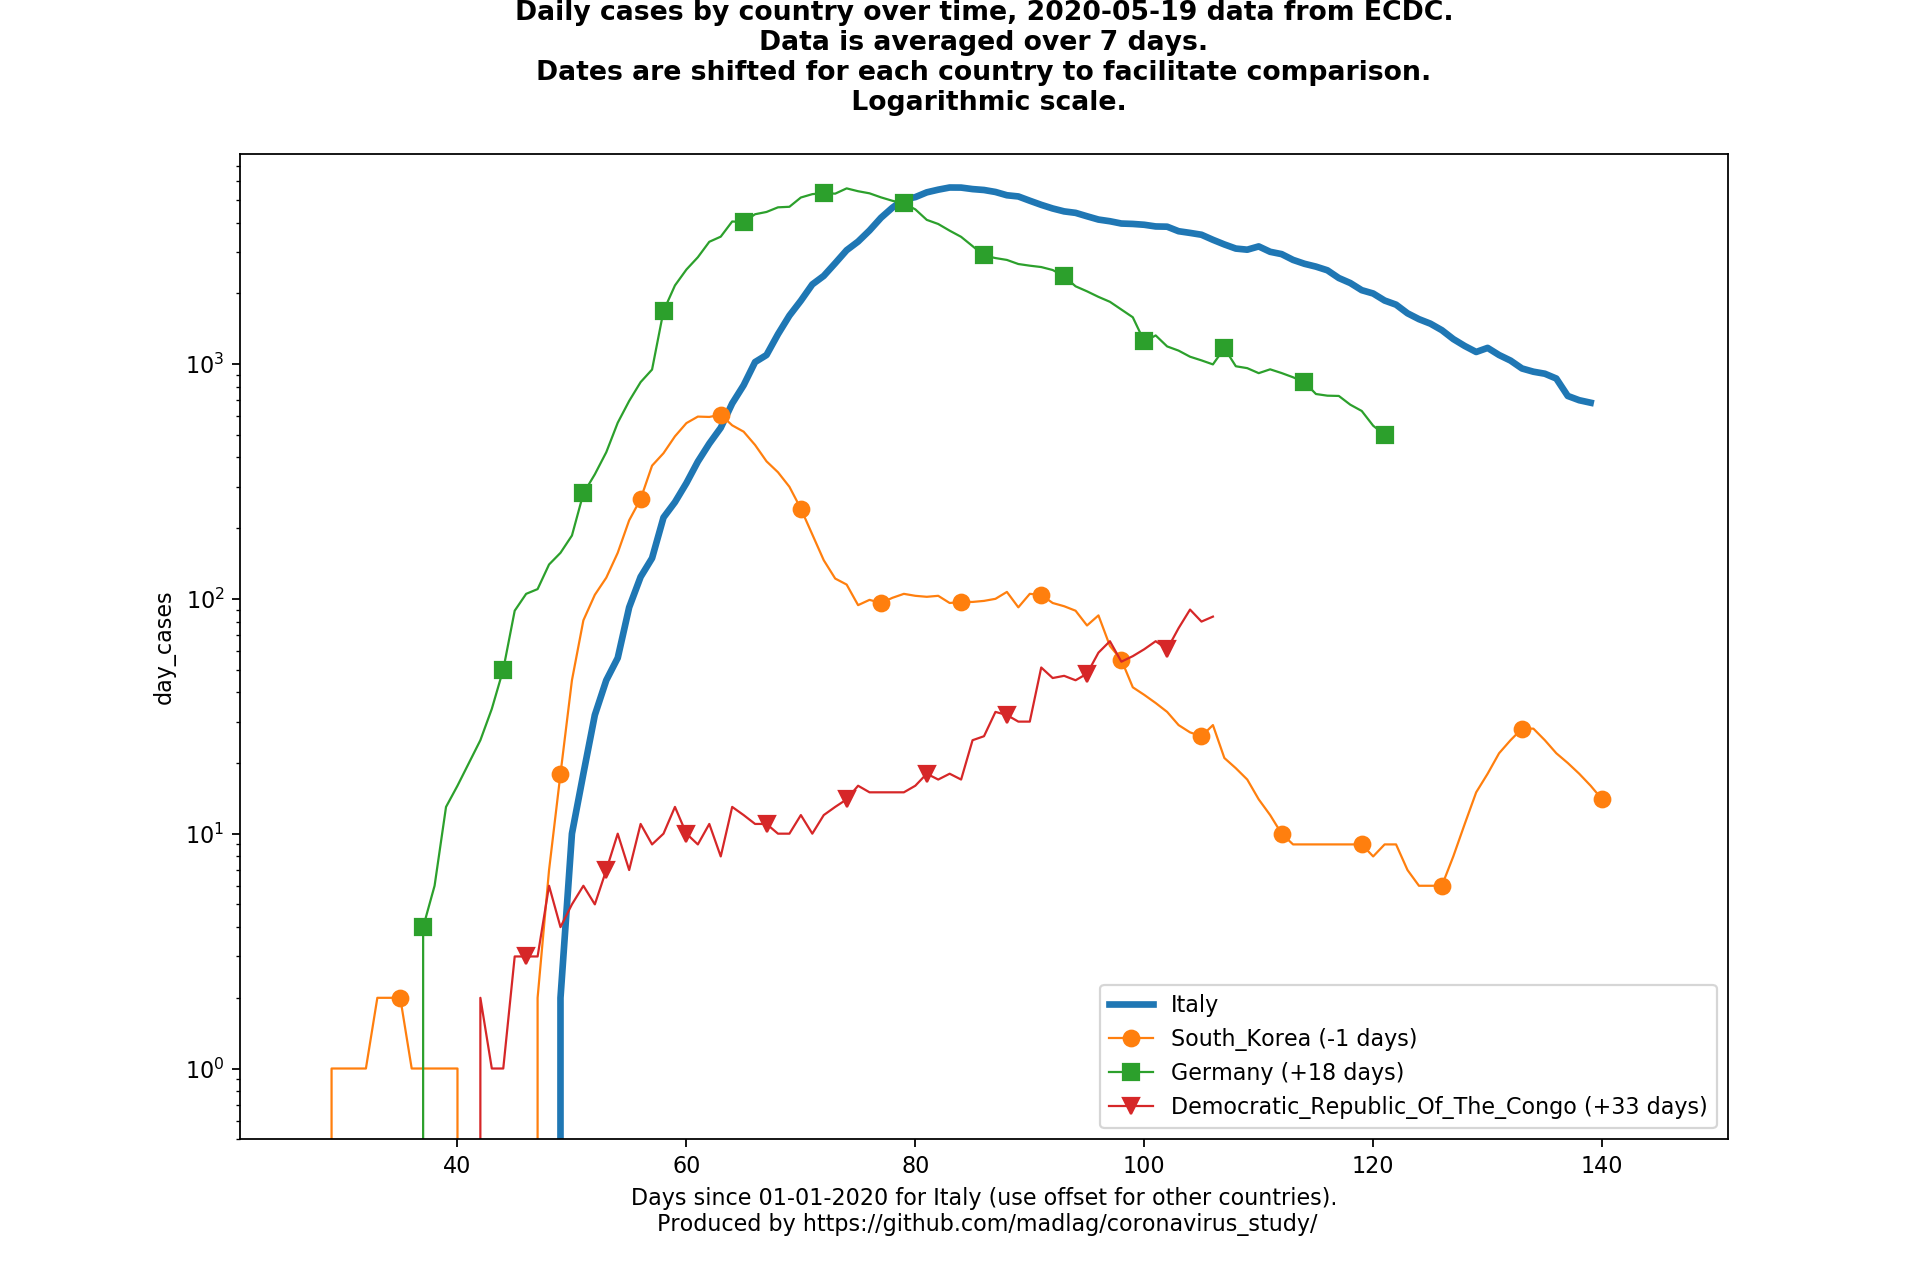 Daily cases by country over time, 2020-05-19 data from ECDC.
Data is averaged over 7 days.
Dates are shifted for each country to facilitate comparison.
Logarithmic scale.
day_cases
10³
10²
10¹
10⁰
Italy
South_Korea (-1 days)
Germany (+18 days)
Democratic_Republic_Of_The_Congo (+33 days)
40 60 80 100 120 140
Days since 01-01-2020 for Italy (use offset for other countries).
Produced by https://github.com/madlag/coronavirus_study/